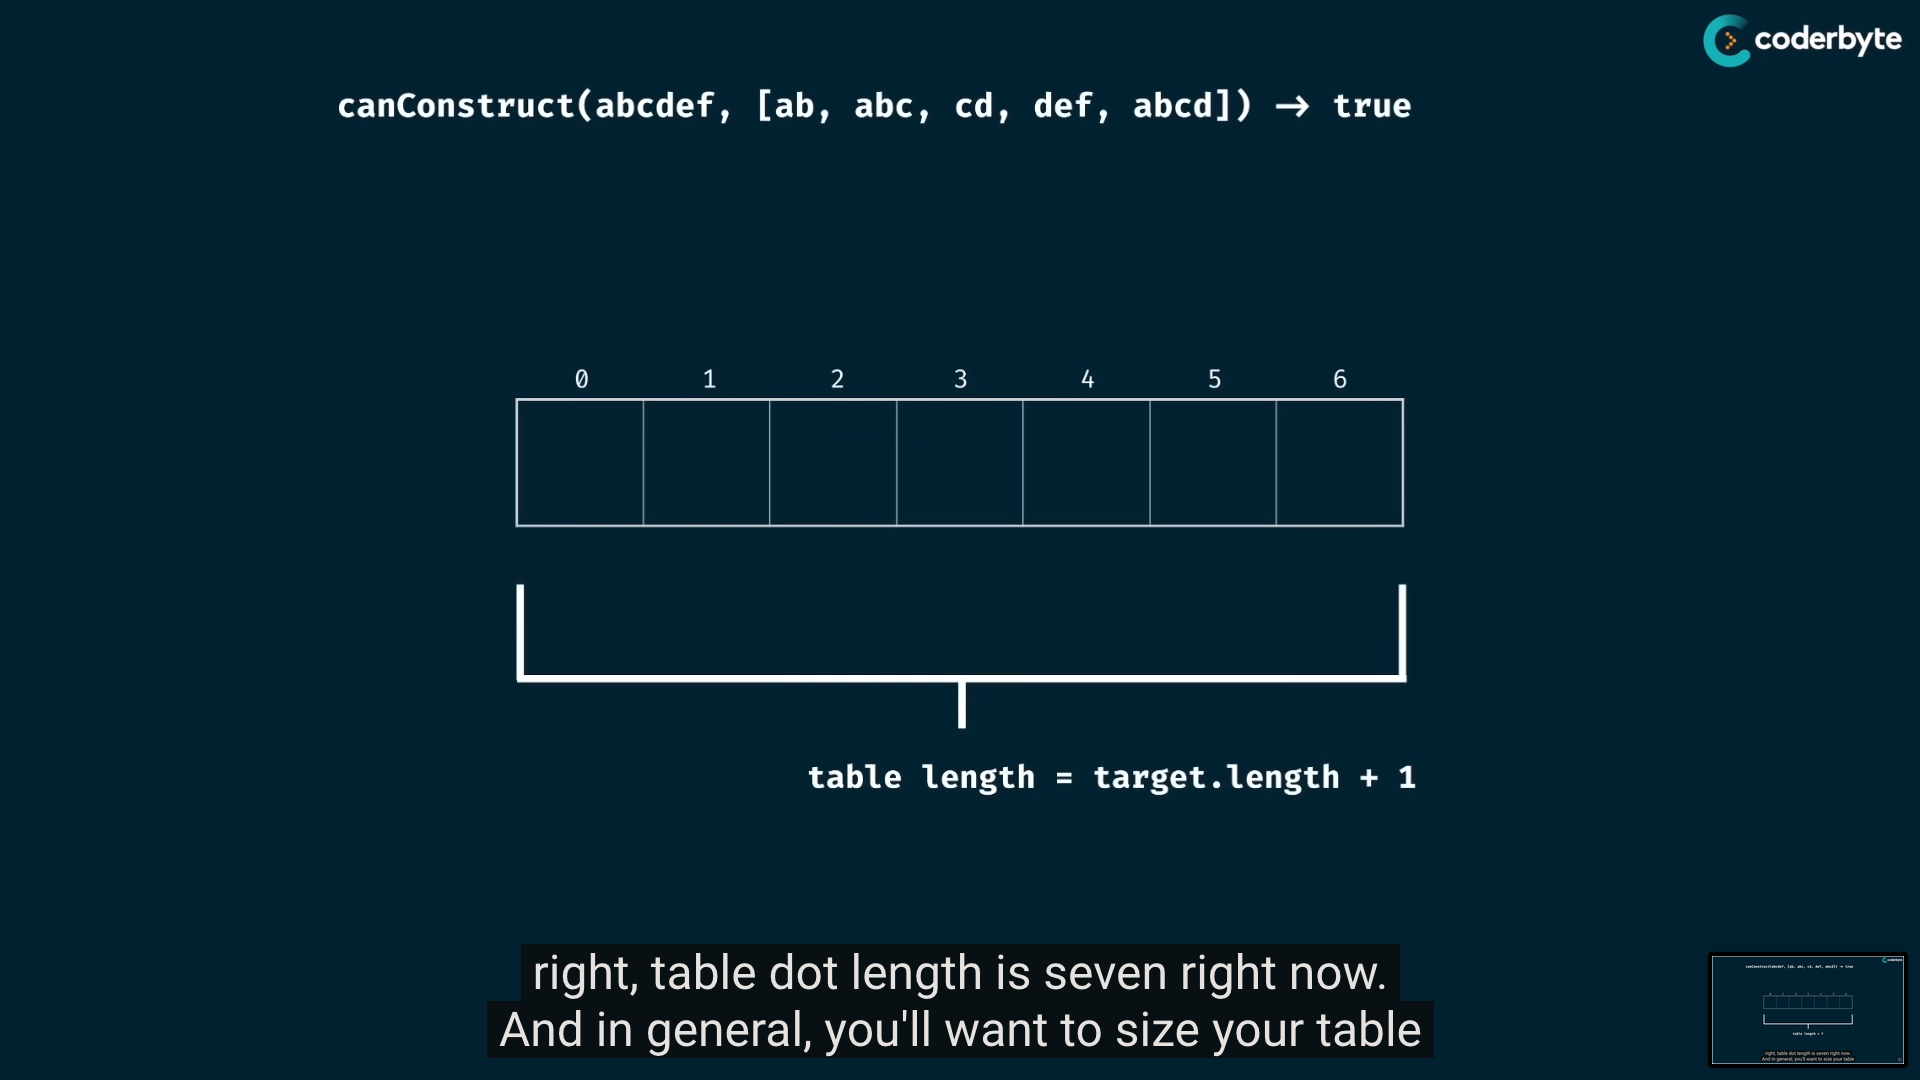 coderbyte
canConstruct(abcdef, [ab, abc, cd, def, abcd]) → true
0 1 2 3 4 5 6
table length = target.length + 1
right, table dot length is seven right now.
And in general, you'll want to size your table